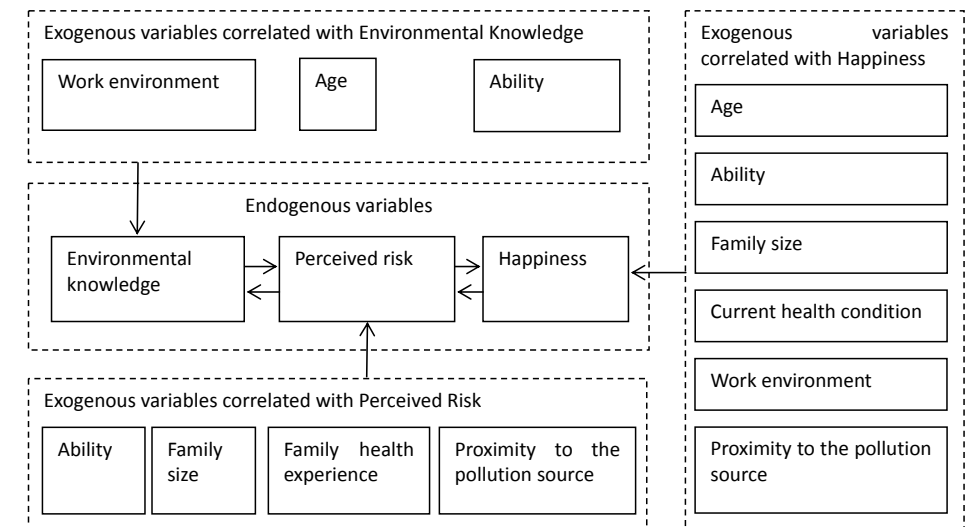 Exogenous variables correlated with Environmental Knowledge
Work environment
Age
Ability
Endogenous variables
Environmental
knowledge
Perceived risk
Happiness
Exogenous variables correlated with Perceived Risk
Ability
Family
size
Family health
experience
Proximity to the
pollution source
Exogenous variables
correlated with Happiness
Age
Ability
Family size
Current health condition
Work environment
Proximity to the pollution
source